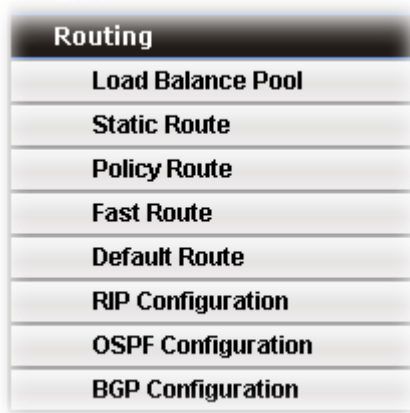 Routing
Load Balance Pool
Static Route
Policy Route
Fast Route
Default Route
RIP Configuration
OSPF Configuration
BGP Configuration